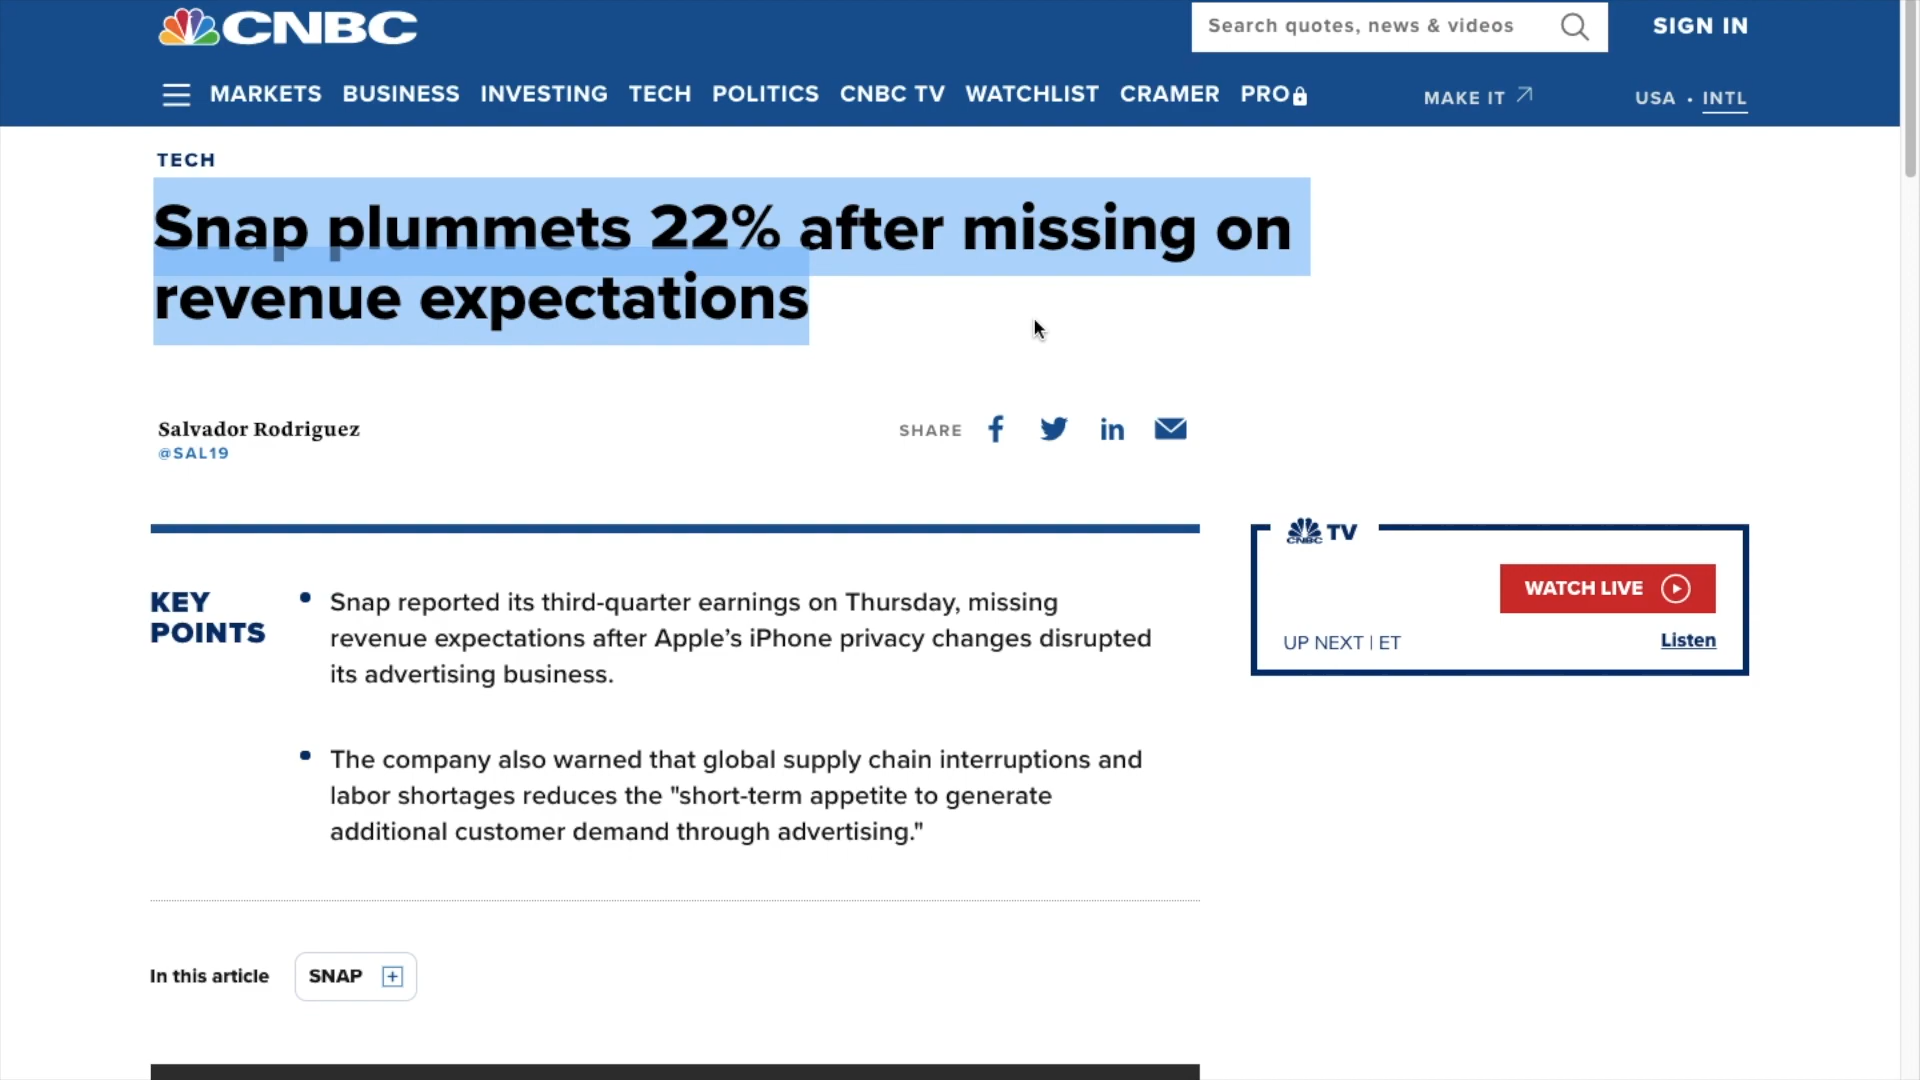 CNBC
Search quotes, news & videos
SIGN IN
MARKETS BUSINESS INVESTING TECH POLITICS CNBC TV WATCHLIST CRAMER PRO
MAKE IT
USA • INTL
TECH
Snap plummets 22% after missing on
revenue expectations
Salvador Rodriguez
@SAL19
SHARE
KEY
POINTS
• Snap reported its third-quarter earnings on Thursday, missing
revenue expectations after Apple’s iPhone privacy changes disrupted
its advertising business.
• The company also warned that global supply chain interruptions and
labor shortages reduces the "short-term appetite to generate
additional customer demand through advertising."
CNBC TV
WATCH LIVE
UP NEXT | ET
Listen
In this article
SNAP